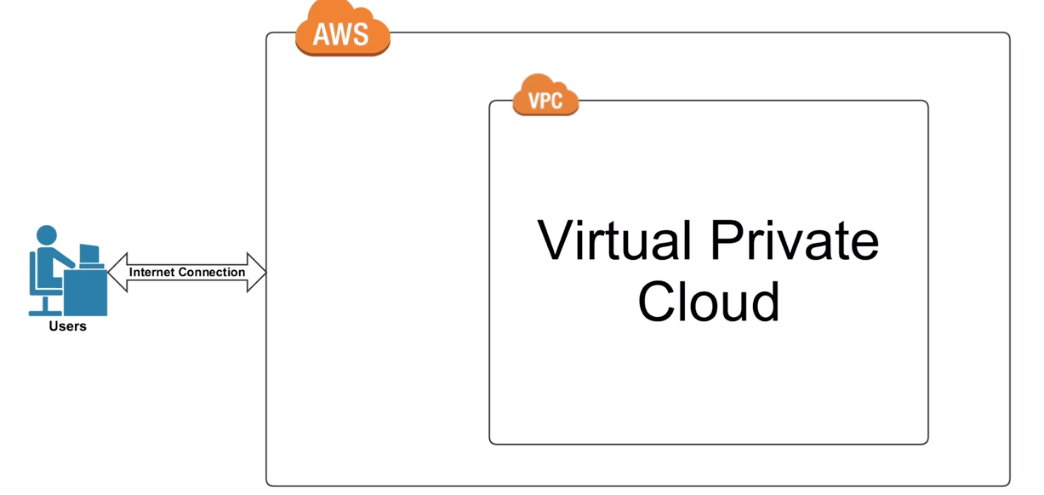 AWS
VPC
Virtual Private
Cloud
Internet Connection
Users